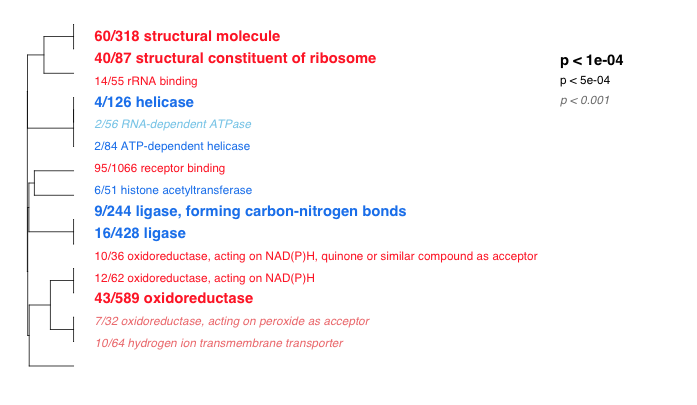 60/318 structural molecule
40/87 structural constituent of ribosome
14/55 rRNA binding
4/126 helicase
2/56 RNA-dependent ATPase
2/84 ATP-dependent helicase
95/1066 receptor binding
6/51 histone acetyltransferase
9/244 ligase, forming carbon-nitrogen bonds
16/428 ligase
10/36 oxidoreductase, acting on NAD(P)H, quinone or similar compound as acceptor
12/62 oxidoreductase, acting on NAD(P)H
43/589 oxidoreductase
7/32 oxidoreductase, acting on peroxide as acceptor
10/64 hydrogen ion transmembrane transporter
p < 1e-04
p < 5e-04
p < 0.001